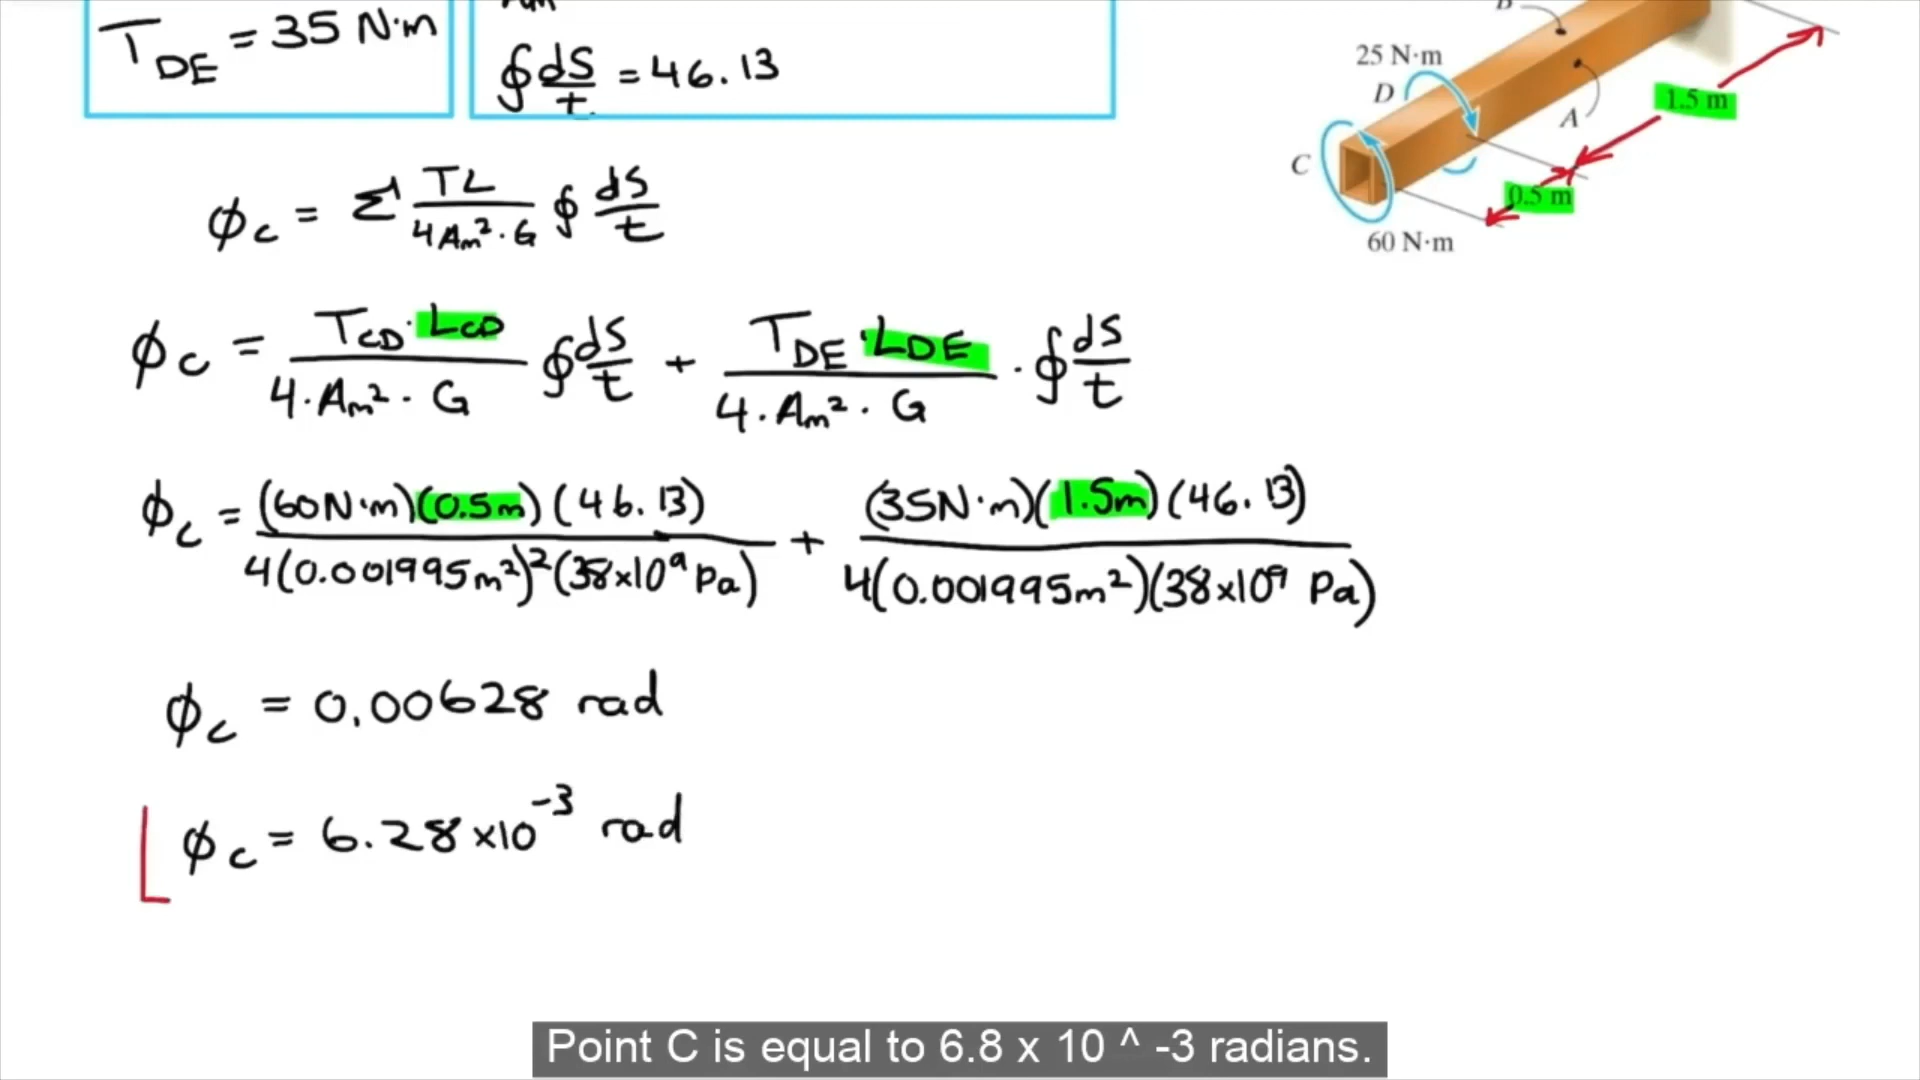 T_DE = 35 N·m
∮ dS/t = 46.13
B
25 N·m
D
1.5 m
A
C
0.5 m
60 N·m
ϕ_c = Σ TL / 4A_m²·G ∮ dS/t
ϕ_c = T_CD·L_CD / 4·A_m²·G ∮ dS/t + T_DE·L_DE / 4·A_m²·G · ∮ dS/t
ϕ_c = (60N·m)(0.5m)(46.13) / 4(0.001995m²)²(38×10⁹ Pa) + (35N·m)(1.5m)(46.13) / 4(0.001995m²)(38×10⁹ Pa)
ϕ_c = 0.00628 rad
ϕ_c = 6.28×10⁻³ rad
Point C is equal to 6.8 x 10 ^ -3 radians.